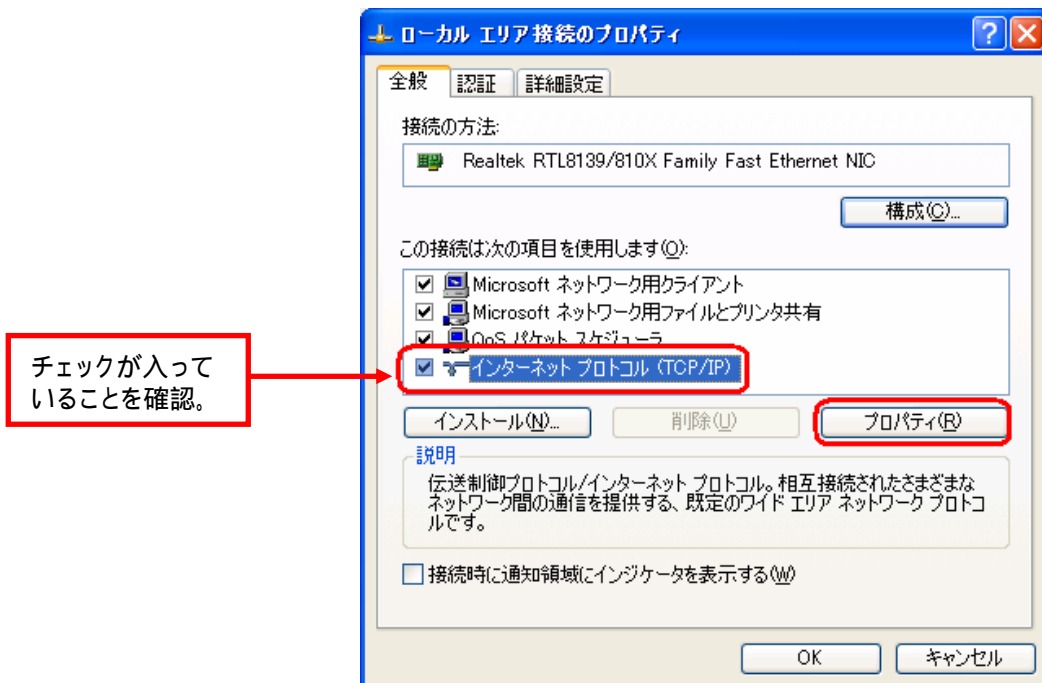 ローカル エリア接続のプロパティ
全般 認証 詳細設定
接続の方法:
Realtek RTL8139/810X Family Fast Ethernet NIC
構成(C)...
この接続は次の項目を使用します(O):
Microsoft ネットワーク用クライアント
Microsoft ネットワーク用ファイルとプリンタ共有
QoS パケット スケジューラ
インターネット プロトコル (TCP/IP)
チェックが入って
いることを確認。
インストール(N)... 削除(U) プロパティ(R)
説明
伝送制御プロトコル/インターネット プロトコル。相互接続されたさまざまな
ネットワーク間の通信を提供する、既定のワイド エリア ネットワーク プロトコ
ルです。
接続時に通知領域にインジケータを表示する(W)
OK キャンセル